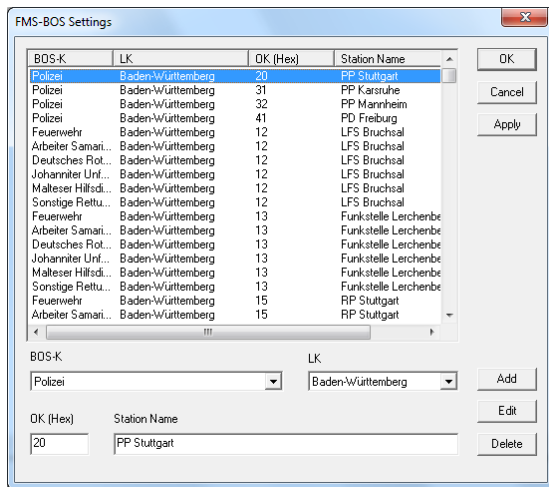 FMS-BOS Settings
BOS-K LK OK (Hex) Station Name
Polizei Baden-Württemberg 20 PP Stuttgart
Polizei Baden-Württemberg 31 PP Karsruhe
Polizei Baden-Württemberg 32 PP Mannheim
Polizei Baden-Württemberg 41 PD Freiburg
Feuerwehr Baden-Württemberg 12 LFS Bruchsal
Arbeiter Samari... Baden-Württemberg 12 LFS Bruchsal
Deutsches Rot... Baden-Württemberg 12 LFS Bruchsal
Johanniter Unf... Baden-Württemberg 12 LFS Bruchsal
Malteser Hilfsdi... Baden-Württemberg 12 LFS Bruchsal
Sonstige Rettu... Baden-Württemberg 12 LFS Bruchsal
Feuerwehr Baden-Württemberg 13 Funkstelle Lerchenbe
Arbeiter Samari... Baden-Württemberg 13 Funkstelle Lerchenbe
Deutsches Rot... Baden-Württemberg 13 Funkstelle Lerchenbe
Johanniter Unf... Baden-Württemberg 13 Funkstelle Lerchenbe
Malteser Hilfsdi... Baden-Württemberg 13 Funkstelle Lerchenbe
Sonstige Rettu... Baden-Württemberg 13 Funkstelle Lerchenbe
Feuerwehr Baden-Württemberg 15 RP Stuttgart
Arbeiter Samari... Baden-Württemberg 15 RP Stuttgart
OK
Cancel
Apply
BOS-K LK
Polizei Baden-Württemberg
Add
OK (Hex) Station Name
Edit
20 PP Stuttgart
Delete